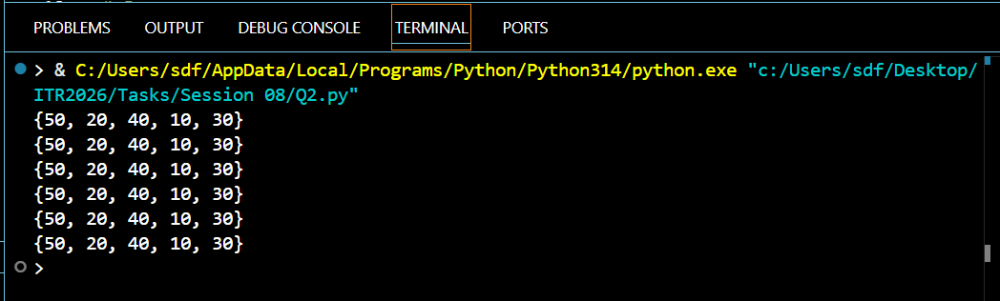 PROBLEMS OUTPUT DEBUG CONSOLE TERMINAL PORTS
> & C:/Users/sdf/AppData/Local/Programs/Python/Python314/python.exe "c:/Users/sdf/Desktop/
ITR2026/Tasks/Session 08/Q2.py"
{50, 20, 40, 10, 30}
{50, 20, 40, 10, 30}
{50, 20, 40, 10, 30}
{50, 20, 40, 10, 30}
{50, 20, 40, 10, 30}
{50, 20, 40, 10, 30}
>